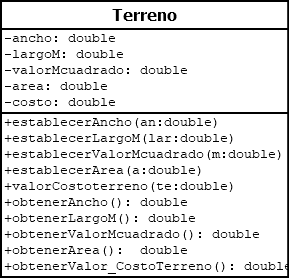 Terreno
-ancho: double
-largoM: double
-valorMcuadrado: double
-area: double
-costo: double
+establecerAncho(an:double)
+establecerLargoM(lar:double)
+establecerValorMcuadrado(m:double)
+establecerArea(a:double)
+valorCostoterreno(te:double)
+obtenerAncho(): double
+obtenerLargoM(): double
+obtenerValorMcuadrado(): double
+obtenerArea():  double
+obtenerValor_CostoTerreno(): double